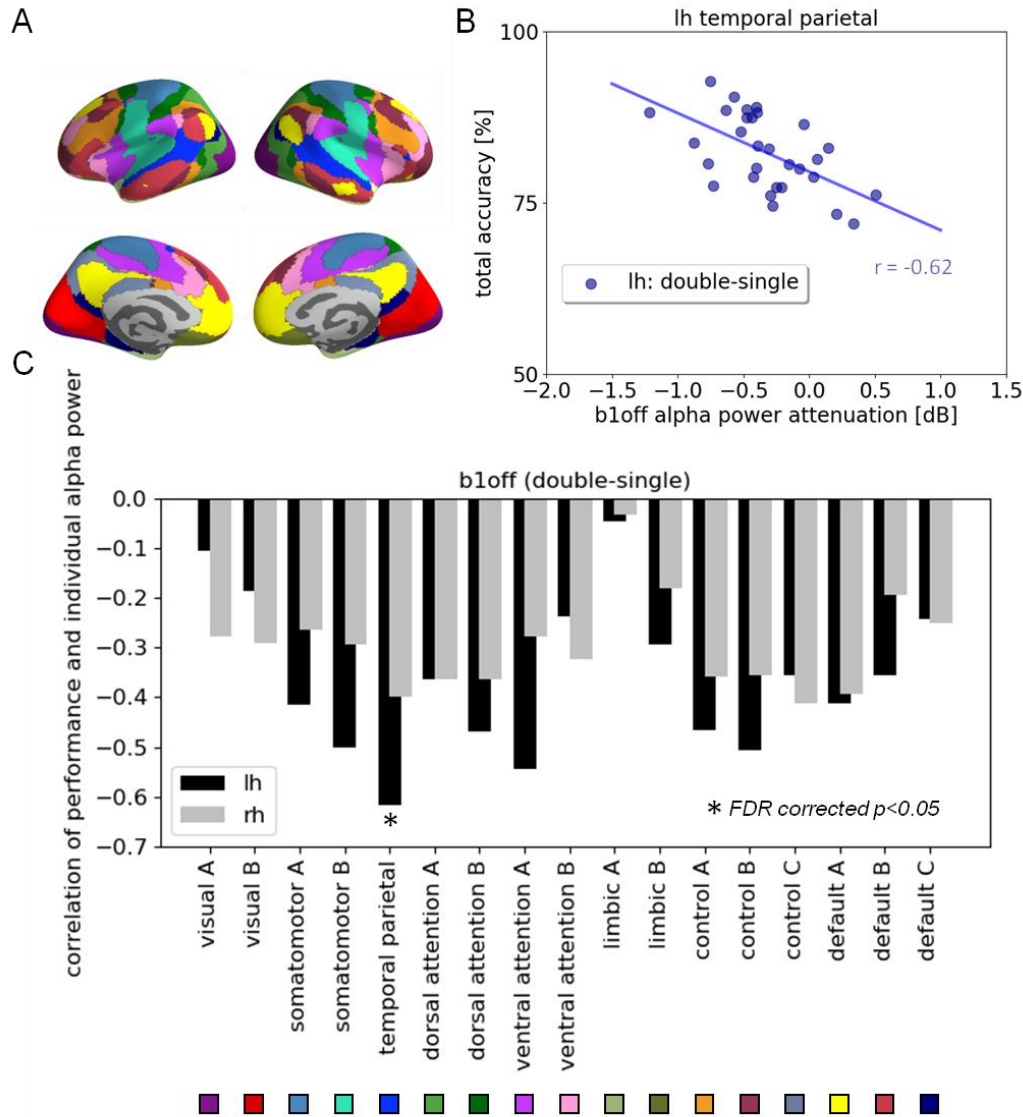 A
B
lh temporal parietal
100
75
50
total accuracy [%]
r = -0.62
lh: double-single
−2.0 −1.5 −1.0 −0.5 0.0 0.5 1.0 1.5
b1off alpha power attenuation [dB]
C
b1off (double-single)
correlation of performance and individual alpha power
0.0
−0.1
−0.2
−0.3
−0.4
−0.5
−0.6
−0.7
lh
rh
*
* FDR corrected p<0.05
visual A
visual B
somatomotor A
somatomotor B
temporal parietal
dorsal attention A
dorsal attention B
ventral attention A
ventral attention B
limbic A
limbic B
control A
control B
control C
default A
default B
default C